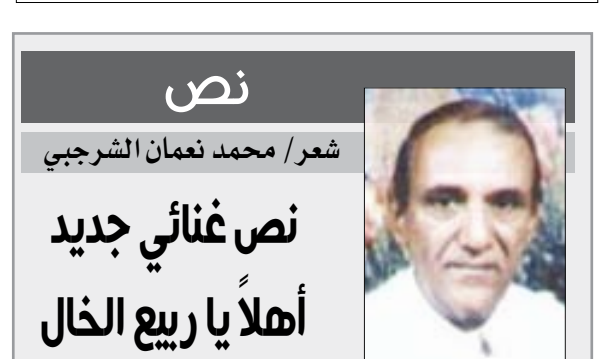 نص
شعر/ محمد نعمان الشرجبي
نص غنائي جديد
أهلاً يا ربيع الخال